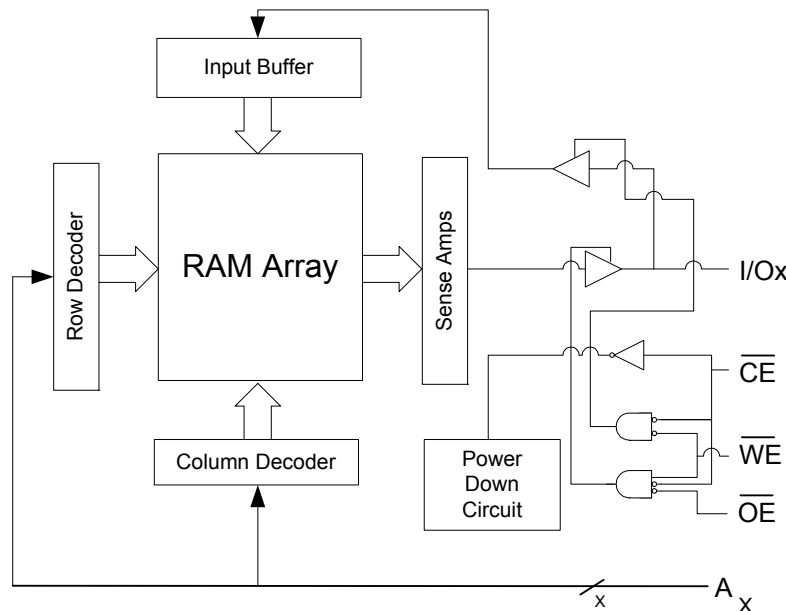 Input Buffer
Row Decoder
RAM Array
Sense Amps
I/Ox
CE
Column Decoder
Power
Down
Circuit
WE
OE
x
A x